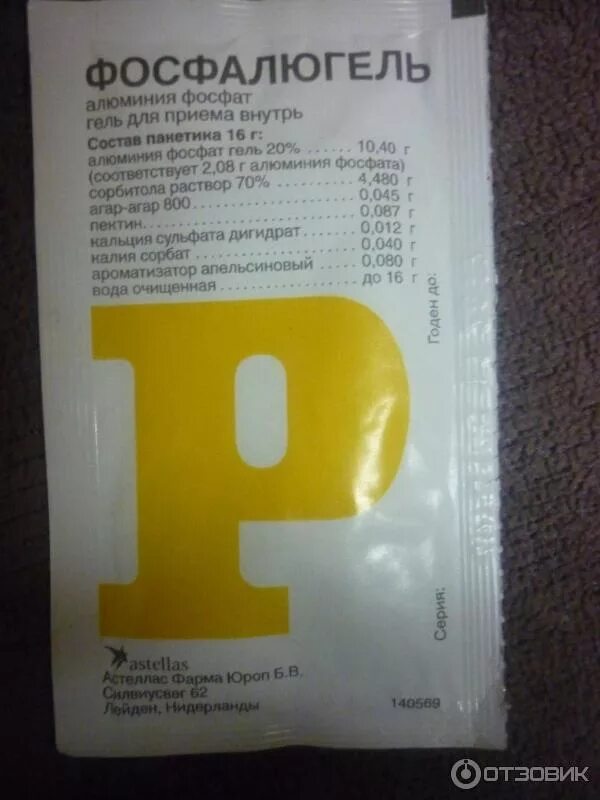 ФОСФАЛЮГЕЛЬ
алюминия фосфат
гель для приема внутрь
Состав пакетика 16 г:
алюминия фосфат гель 20% ...... 10,40 г
(соответствует 2,08 г алюминия фосфата)
сорбитола раствор 70% ........... 4,480 г
агар-агар 800 ........................ 0,045 г
пектин ................................. 0,087 г
кальция сульфата дигидрат ..... 0,012 г
калия сорбат ........................ 0,040 г
ароматизатор апельсиновый .... 0,080 г
вода очищенная .................... до 16 г
Годен до:
P
Серия:
astellas
Астеллас Фарма Юроп Б.В.
Силвиусвег 62
Лейден, Нидерланды
140569
ОТЗОВИК